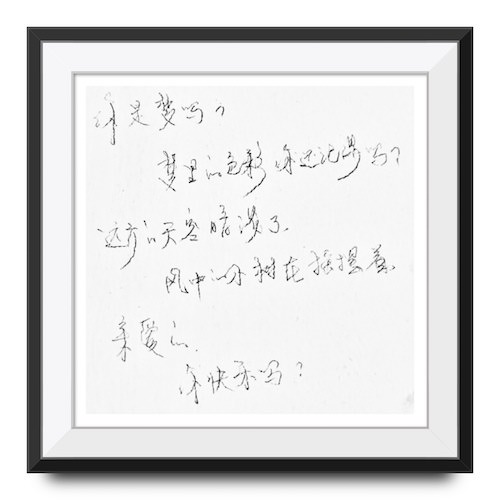 你是梦吗?
梦里的色彩你还记得吗?
远方的天空暗淡了.
风中的小树在摇摆着.
亲爱的.
你快乐吗?